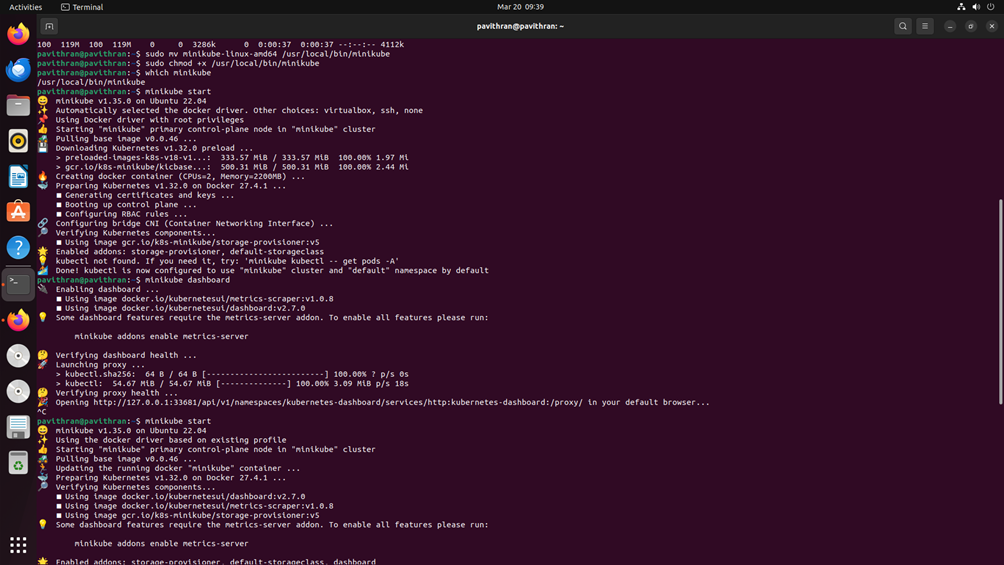 Activities
Terminal
Mar 20 09:39
pavithran@pavithran: ~
100 119M 100 119M 0 0 3286k 0 0:00:37 0:00:37 --:--:-- 4112k
pavithran@pavithran:~$ sudo mv minikube-linux-amd64 /usr/local/bin/minikube
pavithran@pavithran:~$ sudo chmod +x /usr/local/bin/minikube
pavithran@pavithran:~$ which minikube
/usr/local/bin/minikube
pavithran@pavithran:~$ minikube start
minikube v1.35.0 on Ubuntu 22.04
Automatically selected the docker driver. Other choices: virtualbox, ssh, none
Using Docker driver with root privileges
Starting "minikube" primary control-plane node in "minikube" cluster
Pulling base image v0.0.46 ...
Downloading Kubernetes v1.32.0 preload ...
> preloaded-images-k8s-v18-v1...: 333.57 MiB / 333.57 MiB 100.00% 1.97 Mi
> gcr.io/k8s-minikube/kicbase...: 500.31 MiB / 500.31 MiB 100.00% 2.44 Mi
Creating docker container (CPUs=2, Memory=2200MB) ...
Preparing Kubernetes v1.32.0 on Docker 27.4.1 ...
Generating certificates and keys ...
Booting up control plane ...
Configuring RBAC rules ...
Configuring bridge CNI (Container Networking Interface) ...
Verifying Kubernetes components...
Using image gcr.io/k8s-minikube/storage-provisioner:v5
Enabled addons: storage-provisioner, default-storageclass
kubectl not found. If you need it, try: 'minikube kubectl -- get pods -A'
Done! kubectl is now configured to use "minikube" cluster and "default" namespace by default
pavithran@pavithran:~$ minikube dashboard
Enabling dashboard ...
Using image docker.io/kubernetesui/metrics-scraper:v1.0.8
Using image docker.io/kubernetesui/dashboard:v2.7.0
Some dashboard features require the metrics-server addon. To enable all features please run:
minikube addons enable metrics-server
Verifying dashboard health ...
Launching proxy ...
> kubectl.sha256: 64 B / 64 B [-------------------------] 100.00% ? p/s 0s
> kubectl: 54.67 MiB / 54.67 MiB [--------------] 100.00% 3.09 MiB p/s 18s
Verifying proxy health ...
Opening http://127.0.0.1:33681/api/v1/namespaces/kubernetes-dashboard/services/http:kubernetes-dashboard:/proxy/ in your default browser...
^C
pavithran@pavithran:~$ minikube start
minikube v1.35.0 on Ubuntu 22.04
Using the docker driver based on existing profile
Starting "minikube" primary control-plane node in "minikube" cluster
Pulling base image v0.0.46 ...
Updating the running docker "minikube" container ...
Preparing Kubernetes v1.32.0 on Docker 27.4.1 ...
Verifying Kubernetes components...
Using image docker.io/kubernetesui/dashboard:v2.7.0
Using image docker.io/kubernetesui/metrics-scraper:v1.0.8
Using image gcr.io/k8s-minikube/storage-provisioner:v5
Some dashboard features require the metrics-server addon. To enable all features please run:
minikube addons enable metrics-server
Enabled addons: storage-provisioner, default-storageclass, dashboard